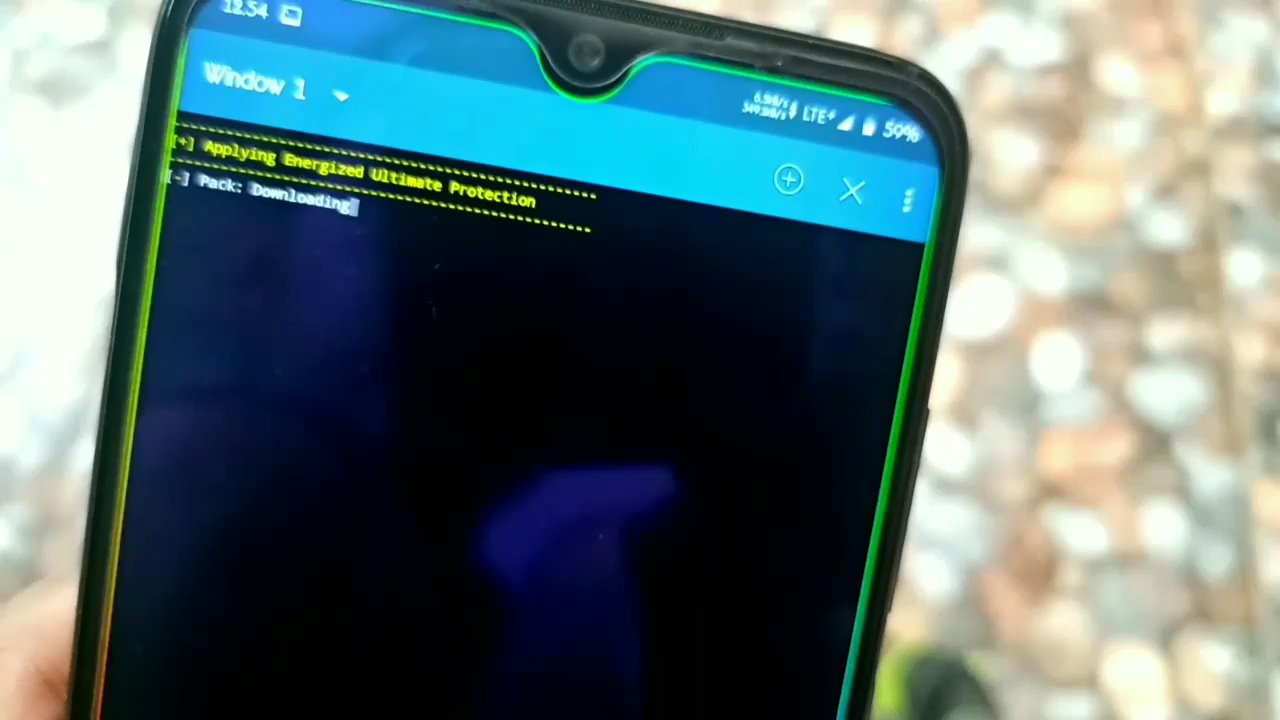 12.54
LTE+ 59%
Window 1
[+] Applying Energized Ultimate Protection
[-] Pack: Downloading